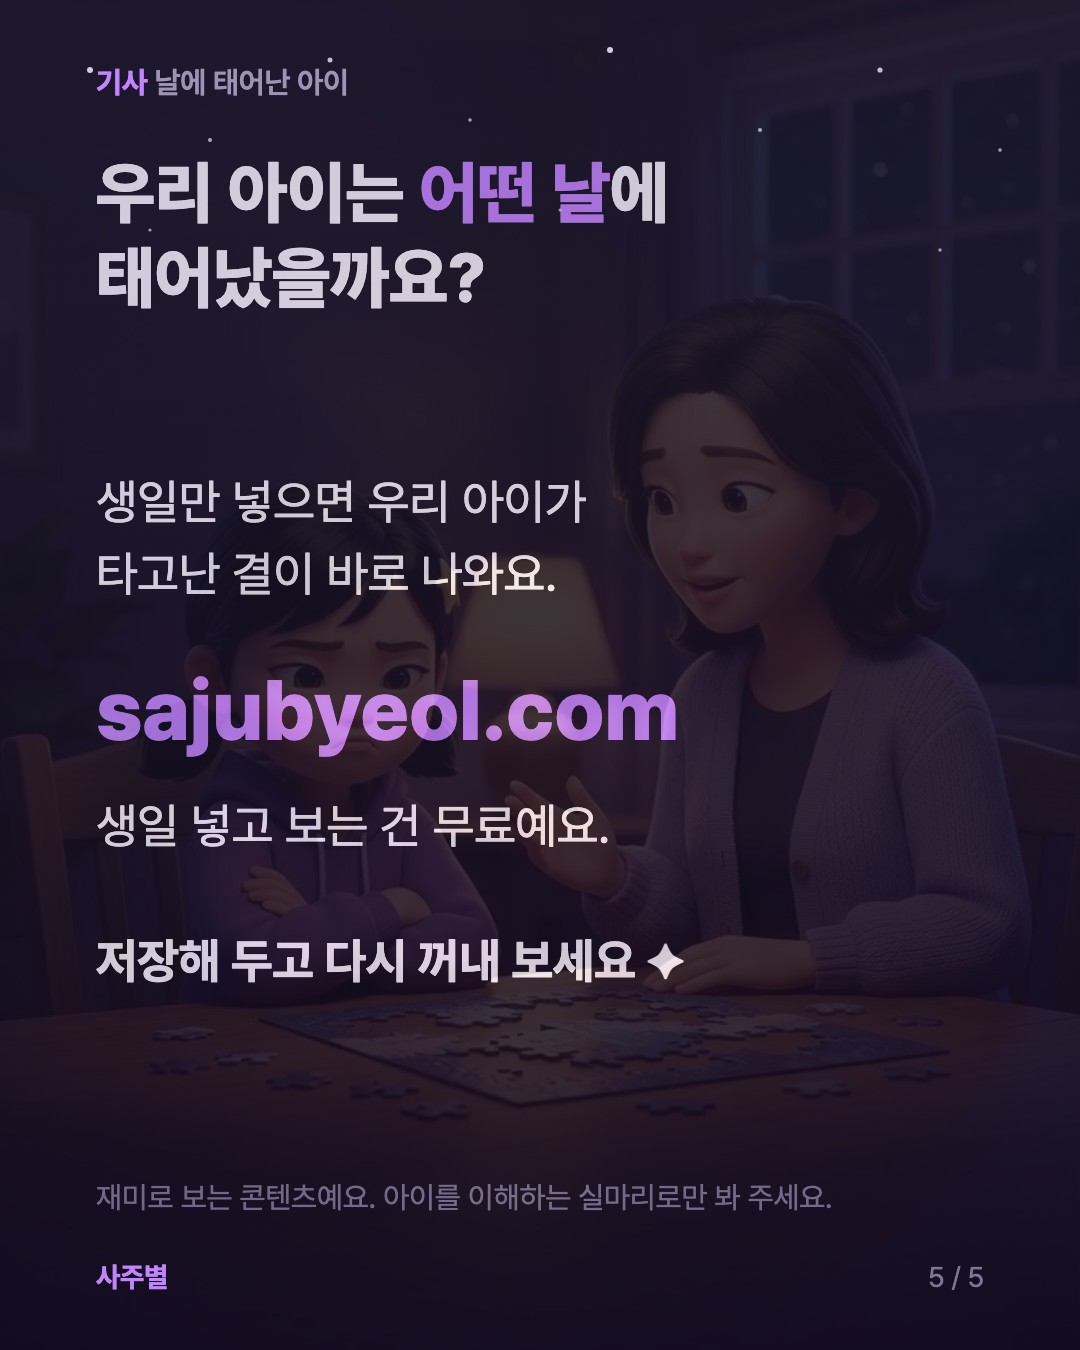 기사 날에 태어난 아이
우리 아이는 어떤 날에
태어났을까요?
생일만 넣으면 우리 아이가
타고난 결이 바로 나와요.
sajubyeol.com
생일 넣고 보는 건 무료예요.
저장해 두고 다시 꺼내 보세요 ✦
재미로 보는 콘텐츠예요. 아이를 이해하는 실마리로만 봐 주세요.
사주별
5 / 5